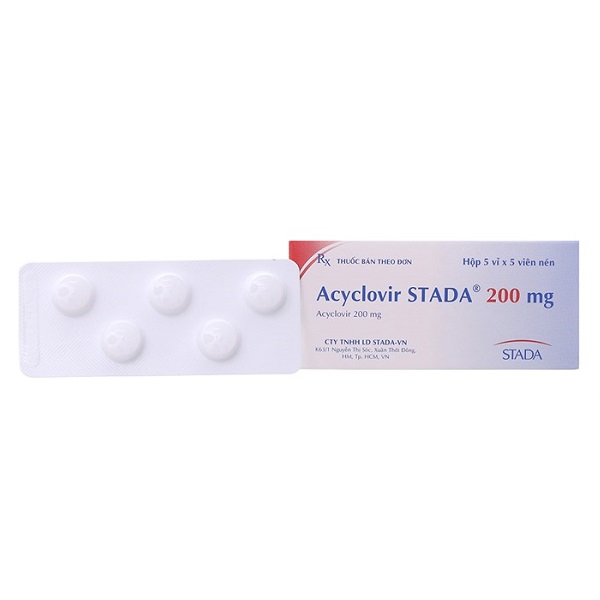 Rx THUỐC BÁN THEO ĐƠN
Hộp 5 vỉ x 5 viên nén
Acyclovir STADA® 200 mg
Acyclovir 200 mg
CTY TNHH LD STADA-VN
K63/1 Nguyễn Thị Sóc, Xuân Thới Đông,
HM, Tp. HCM, VN
STADA